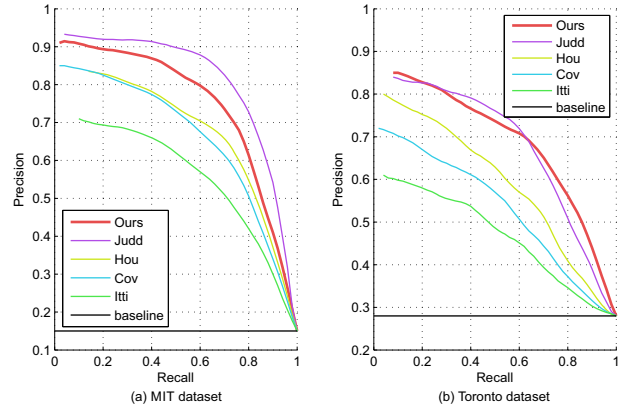 1
0.9
0.8
0.7
0.6
0.5
0.4
0.3
0.2
0.1
Precision
0 0.2 0.4 0.6 0.8 1
Recall
Ours
Judd
Hou
Cov
Itti
baseline
(a) MIT dataset
1
0.9
0.8
0.7
0.6
0.5
0.4
0.3
0.2
Precision
0 0.2 0.4 0.6 0.8 1
Recall
Ours
Judd
Hou
Cov
Itti
baseline
(b) Toronto dataset